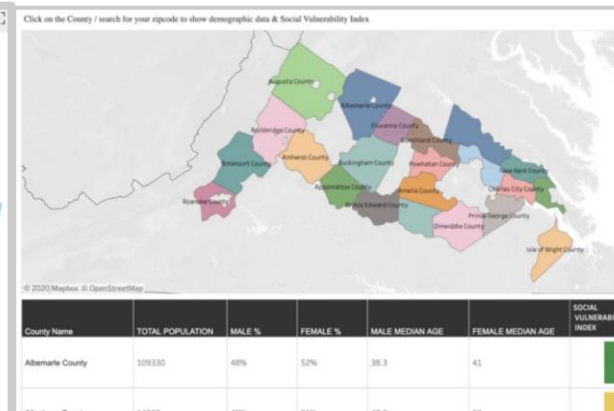 Click on the County / search for your zipcode to show demographic data & Social Vulnerability Index
Augusta County
Albemarle County
Fluvanna County
Rockbridge County
Goochland County
Amherst County
Buckingham County
Powhatan County
Botetourt County
New Kent County
Appomattox County
Amelia County
Charles City County
Roanoke County
Prince Edward County
Prince George County
Dinwiddie County
Isle of Wight County
© 2020 Mapbox © OpenStreetMap
SOCIAL
VULNERAB
INDEX
County Name TOTAL POPULATION MALE % FEMALE % MALE MEDIAN AGE FEMALE MEDIAN AGE
Albemarle County 109330 48% 52% 38.3 41